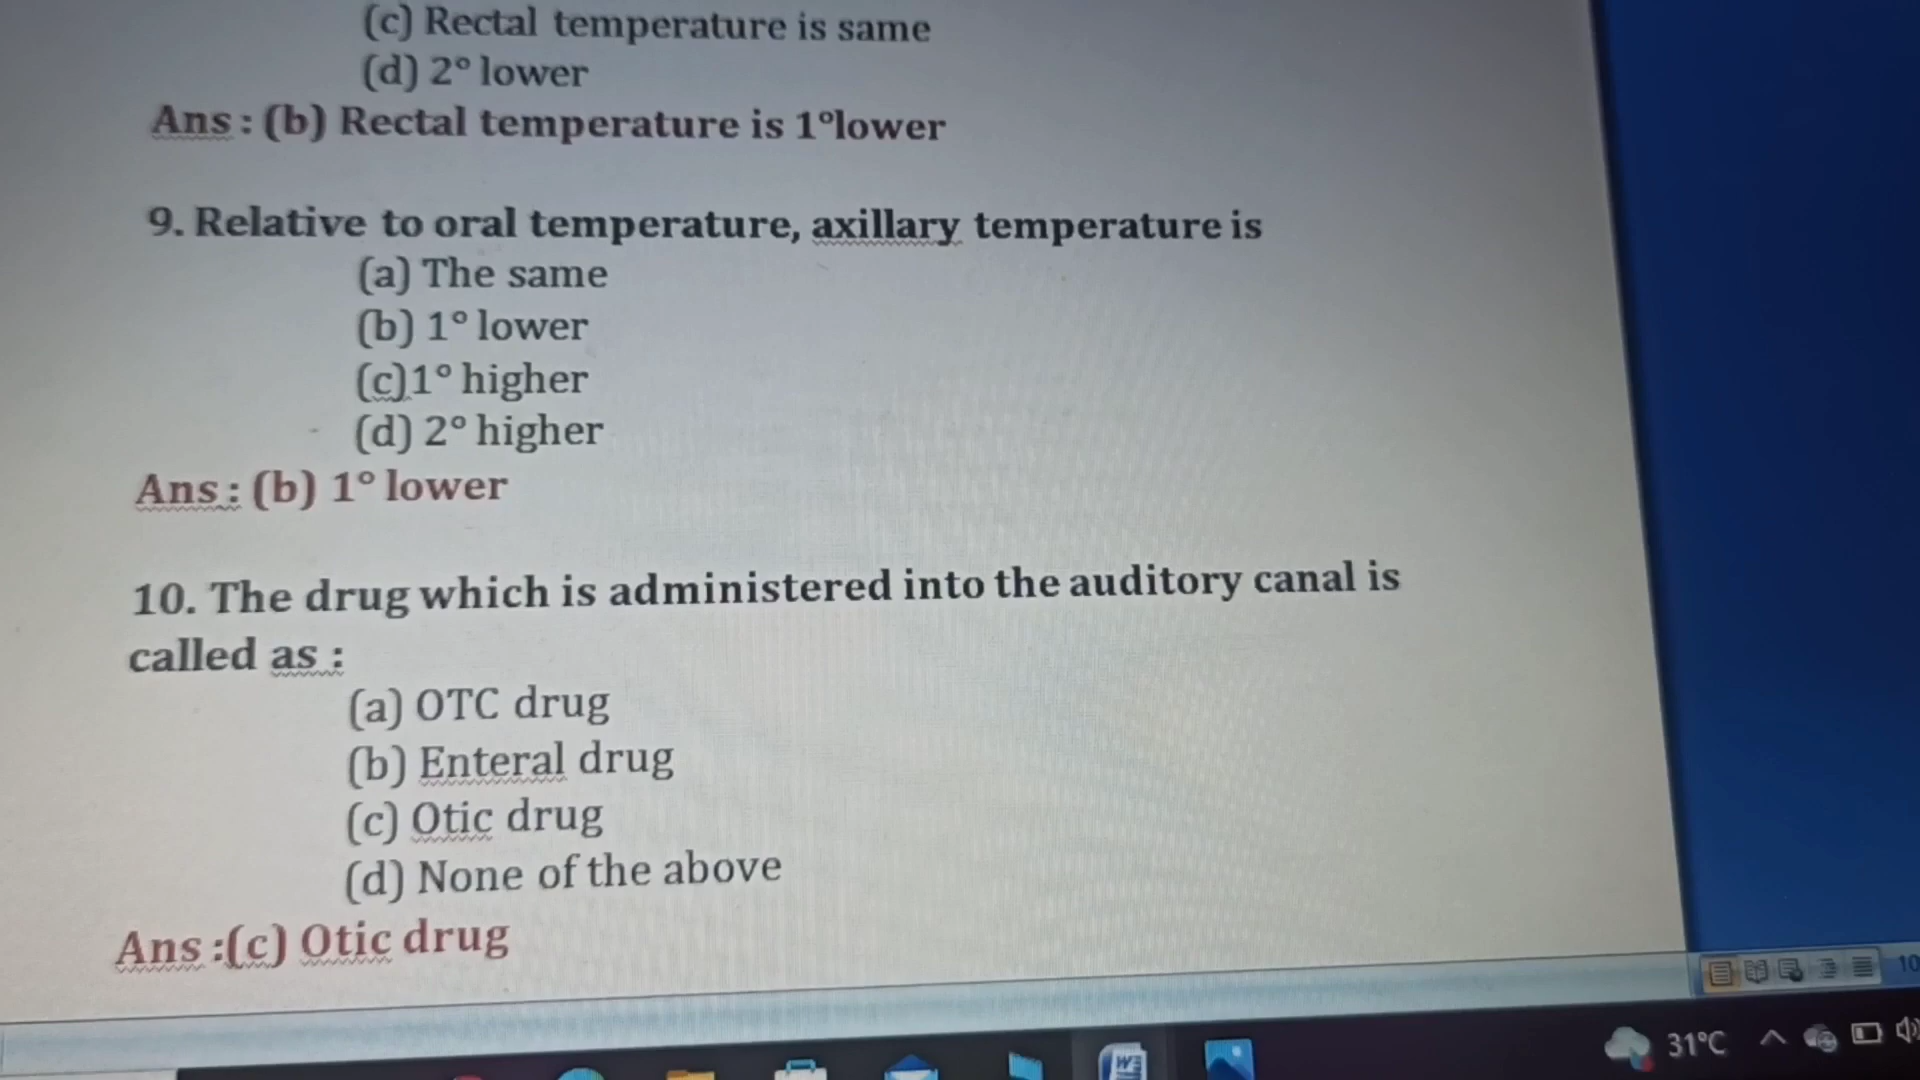 (c) Rectal temperature is same
(d) 2° lower
Ans : (b) Rectal temperature is 1°lower
9. Relative to oral temperature, axillary temperature is
(a) The same
(b) 1° lower
(c)1° higher
(d) 2° higher
Ans : (b) 1° lower
10. The drug which is administered into the auditory canal is
called as :
(a) OTC drug
(b) Enteral drug
(c) Otic drug
(d) None of the above
Ans :(c) Otic drug
10
31°C